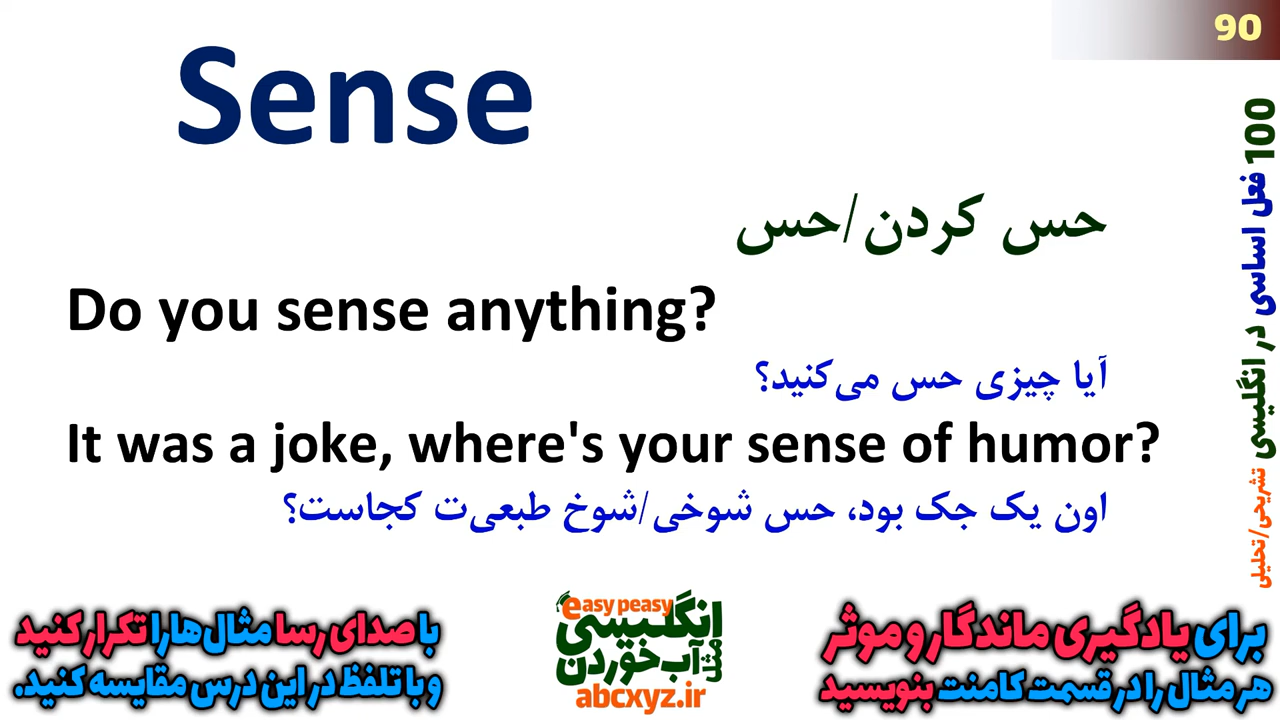 90
Sense
حس کردن/حس
Do you sense anything?
آیا چیزی حس می‌کنید؟
It was a joke, where's your sense of humor?
اون یک جک بود، حس شوخی/شوخ طبعی‌ت کجاست؟
100 فعل اساسی در انگلیسی تشریحی/تحلیلی
برای یادگیری ماندگار و موثر
هر مثال را در قسمت کامنت بنویسید
easy peasy
انگلیسی
مثل آب خوردن
abcxyz.ir
با صدای رسا مثال‌ها را تکرار کنید
و با تلفظ در این درس مقایسه کنید.